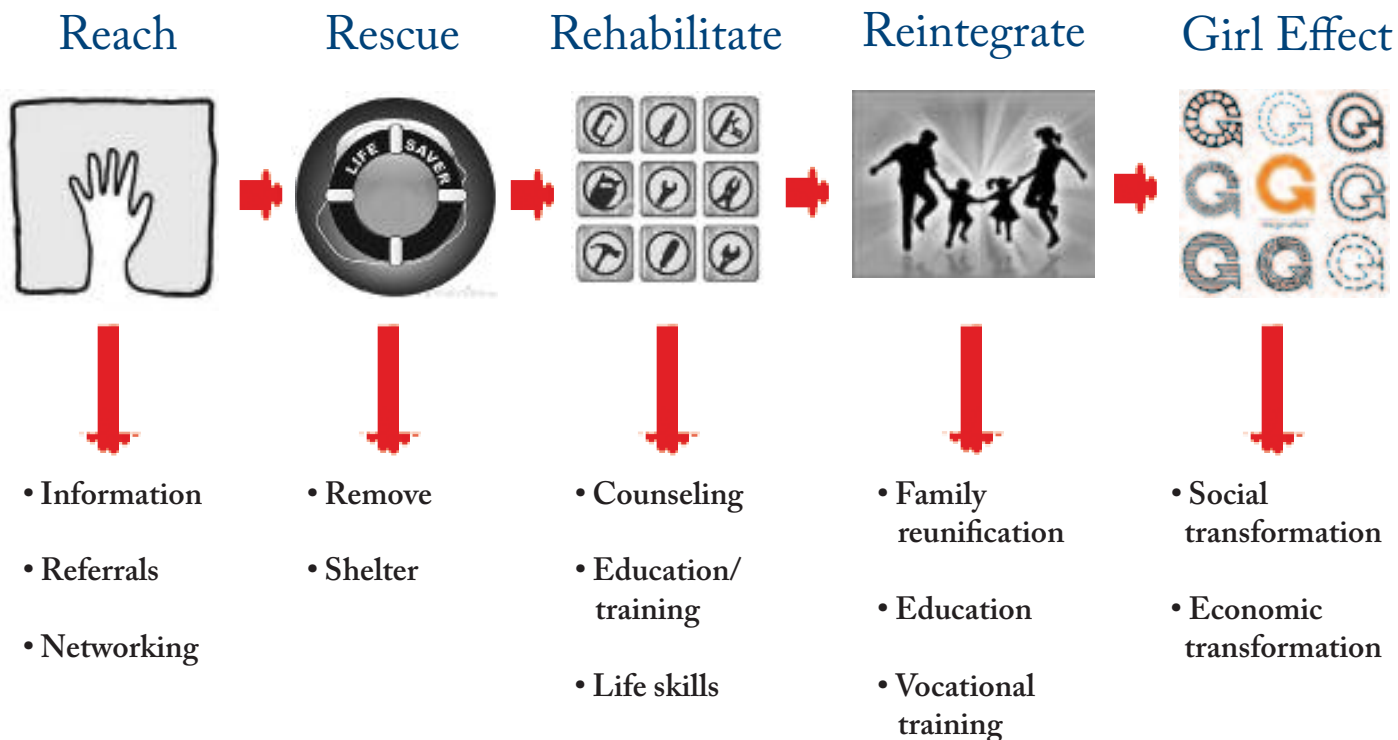 Reach
Rescue
Rehabilitate
Reintegrate
Girl Effect
LIFE SAVER
• Information
• Referrals
• Networking
• Remove
• Shelter
• Counseling
• Education/
training
• Life skills
• Family
reunification
• Education
• Vocational
training
• Social
transformation
• Economic
transformation